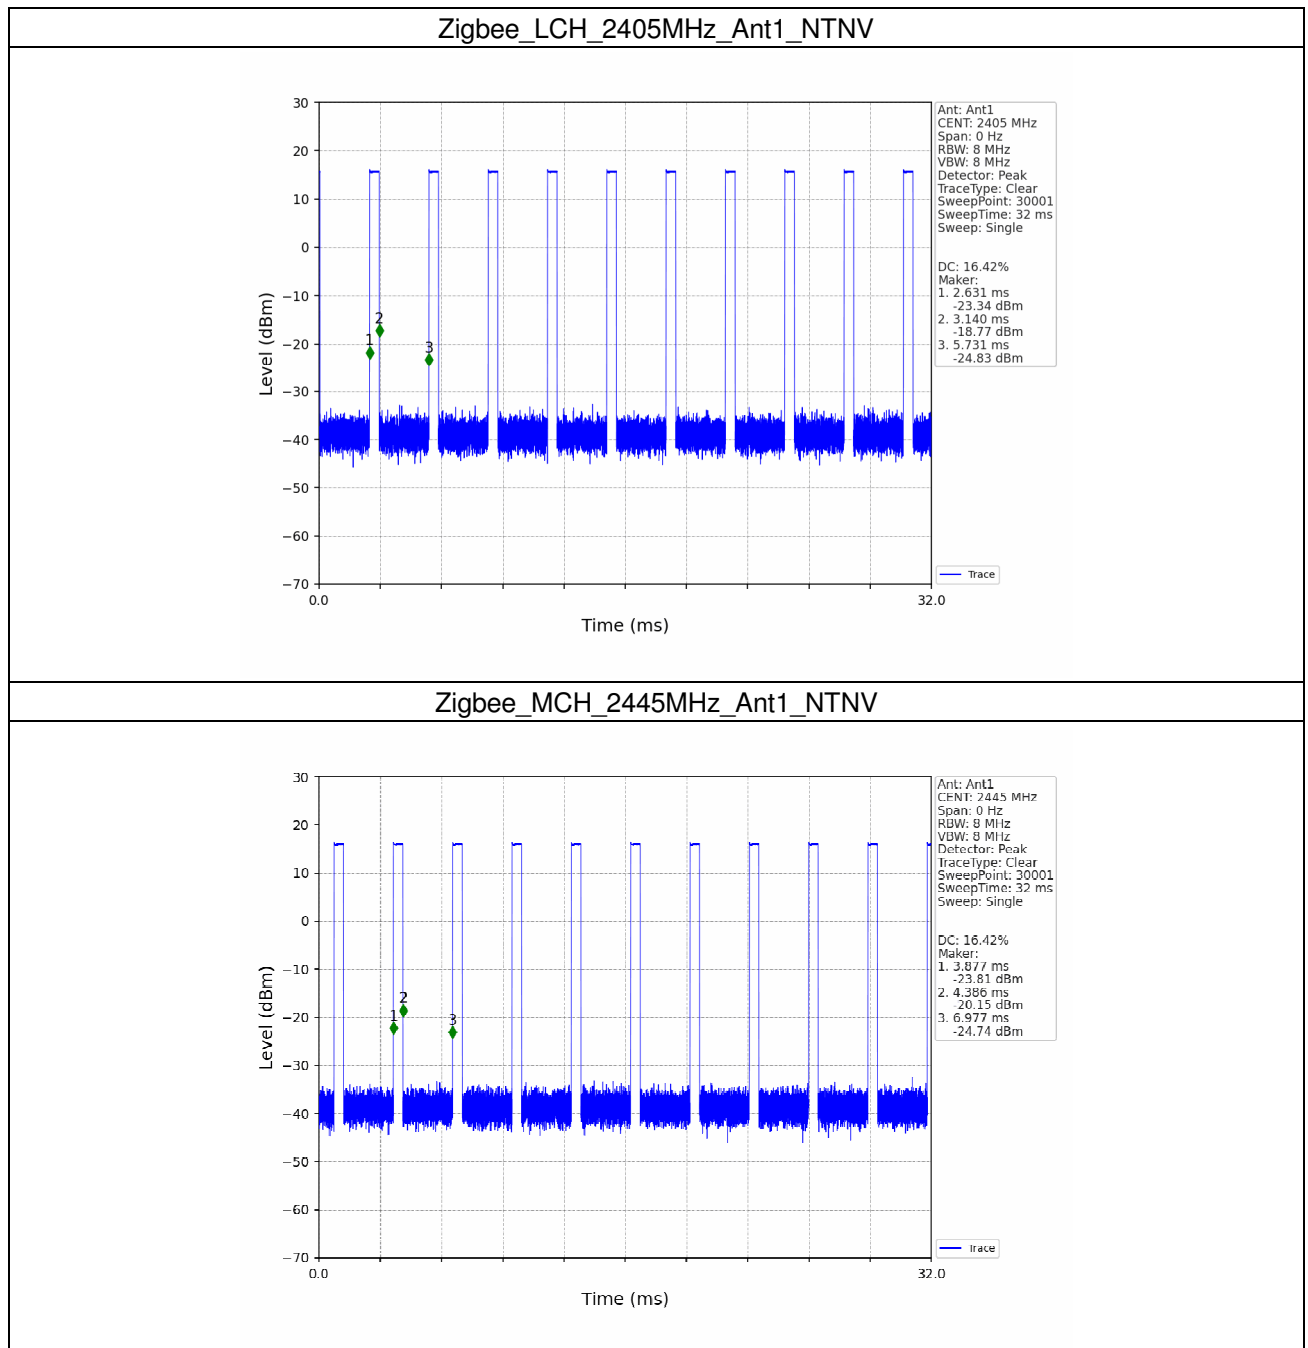 Zigbee_LCH_2405MHz_Ant1_NTNV
30
20
10
0
−10
−20
−30
−40
−50
−60
−70
Level (dBm)
1
2
3
0.0
32.0
Time (ms)
Ant: Ant1
CENT: 2405 MHz
Span: 0 Hz
RBW: 8 MHz
VBW: 8 MHz
Detector: Peak
TraceType: Clear
SweepPoint: 30001
SweepTime: 32 ms
Sweep: Single
DC: 16.42%
Maker:
1. 2.631 ms
-23.34 dBm
2. 3.140 ms
-18.77 dBm
3. 5.731 ms
-24.83 dBm
Trace
Zigbee_MCH_2445MHz_Ant1_NTNV
30
20
10
0
−10
−20
−30
−40
−50
−60
−70
Level (dBm)
1
2
3
0.0
32.0
Time (ms)
Ant: Ant1
CENT: 2445 MHz
Span: 0 Hz
RBW: 8 MHz
VBW: 8 MHz
Detector: Peak
TraceType: Clear
SweepPoint: 30001
SweepTime: 32 ms
Sweep: Single
DC: 16.42%
Maker:
1. 3.877 ms
-23.81 dBm
2. 4.386 ms
-20.15 dBm
3. 6.977 ms
-24.74 dBm
Trace